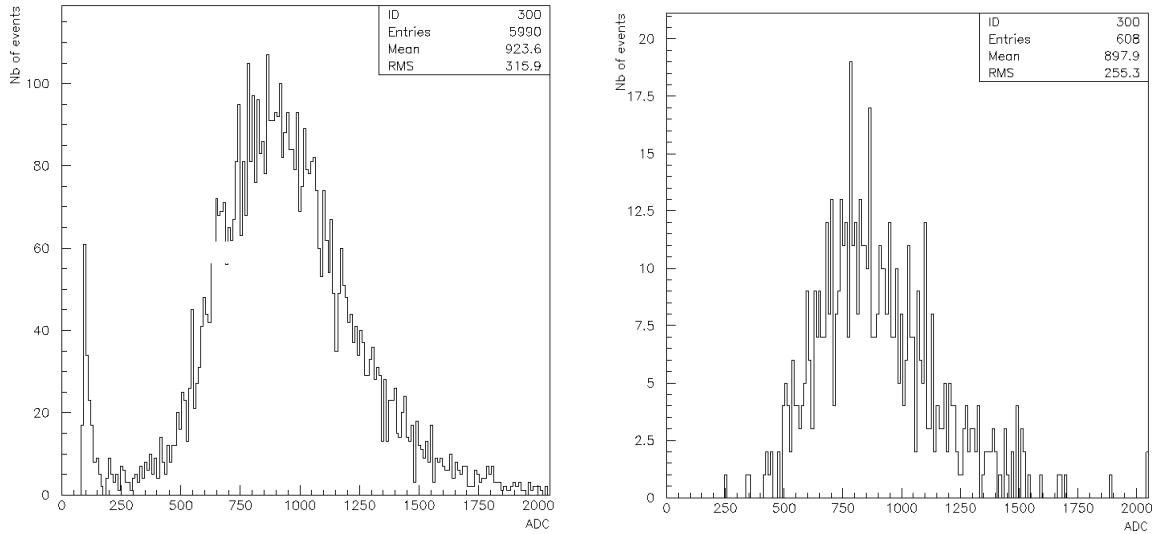 ID 300
Entries 5990
Mean 923.6
RMS 315.9
Nb of events
100
80
60
40
20
0
0 250 500 750 1000 1250 1500 1750 2000
ADC
ID 300
Entries 608
Mean 897.9
RMS 255.3
Nb of events
20
17.5
15
12.5
10
7.5
5
2.5
0
0 250 500 750 1000 1250 1500 1750 2000
ADC